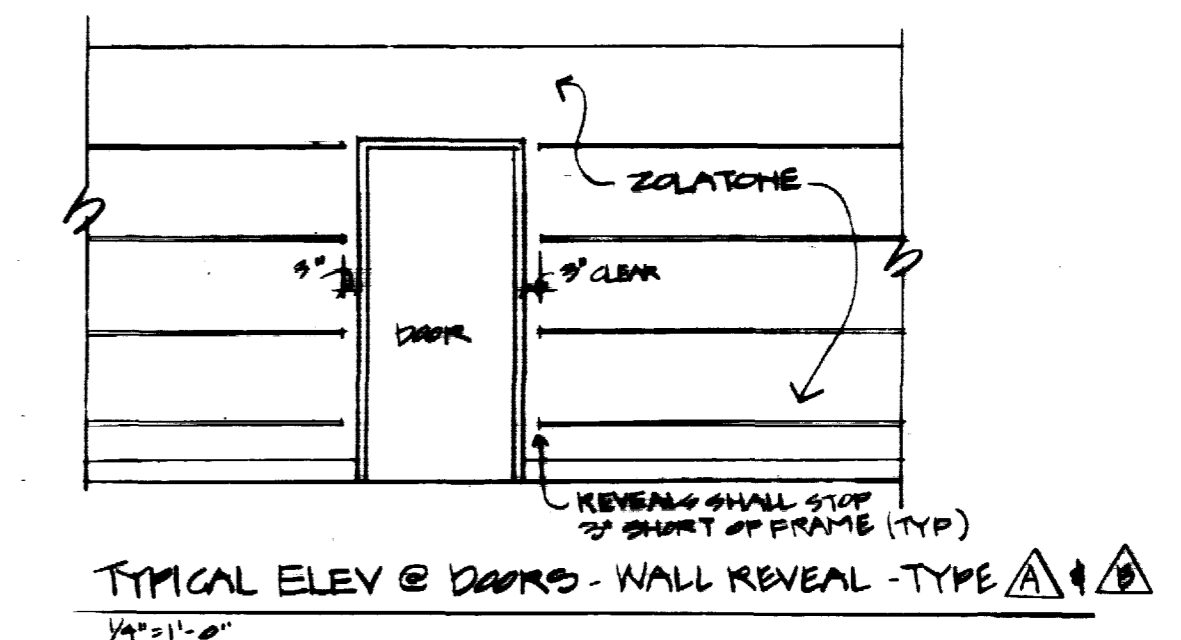 ZOLATONE
3"
3" CLEAR
DOOR
REVEALS SHALL STOP
3" SHORT OF FRAME (TYP)
TYPICAL ELEV @ DOORS - WALL REVEAL - TYPE A & B
1/4"=1'-0"